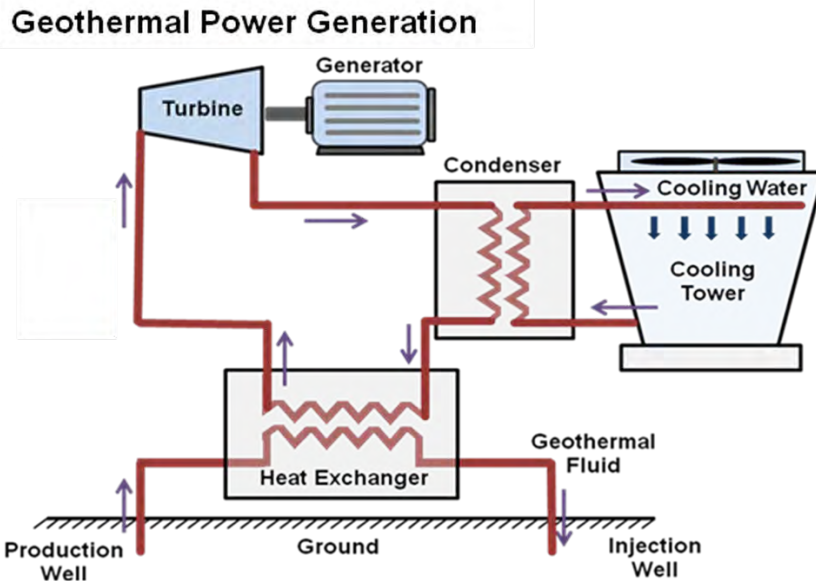 Geothermal Power Generation
Generator
Turbine
Condenser
Cooling Water
Cooling
Tower
Geothermal
Fluid
Heat Exchanger
Production
Well
Ground
Injection
Well